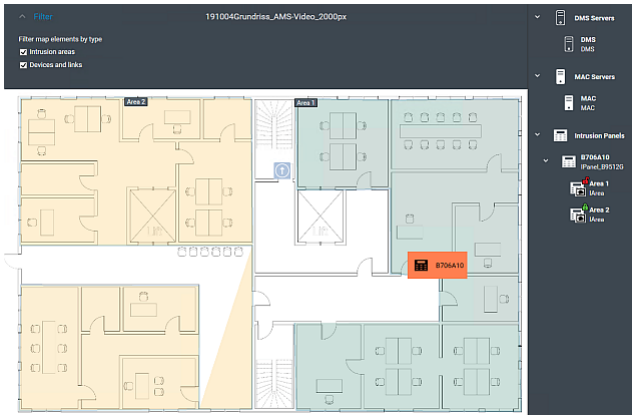 Filter
191004Grundriss_AMS-Video_2000px
Filter map elements by type
Intrusion areas
Devices and links
Area 2
Area 1
B706A10
DMS Servers
DMS
DMS
MAC Servers
MAC
MAC
Intrusion Panels
B706A10
IPanel_B9512G
Area 1
IArea
Area 2
IArea